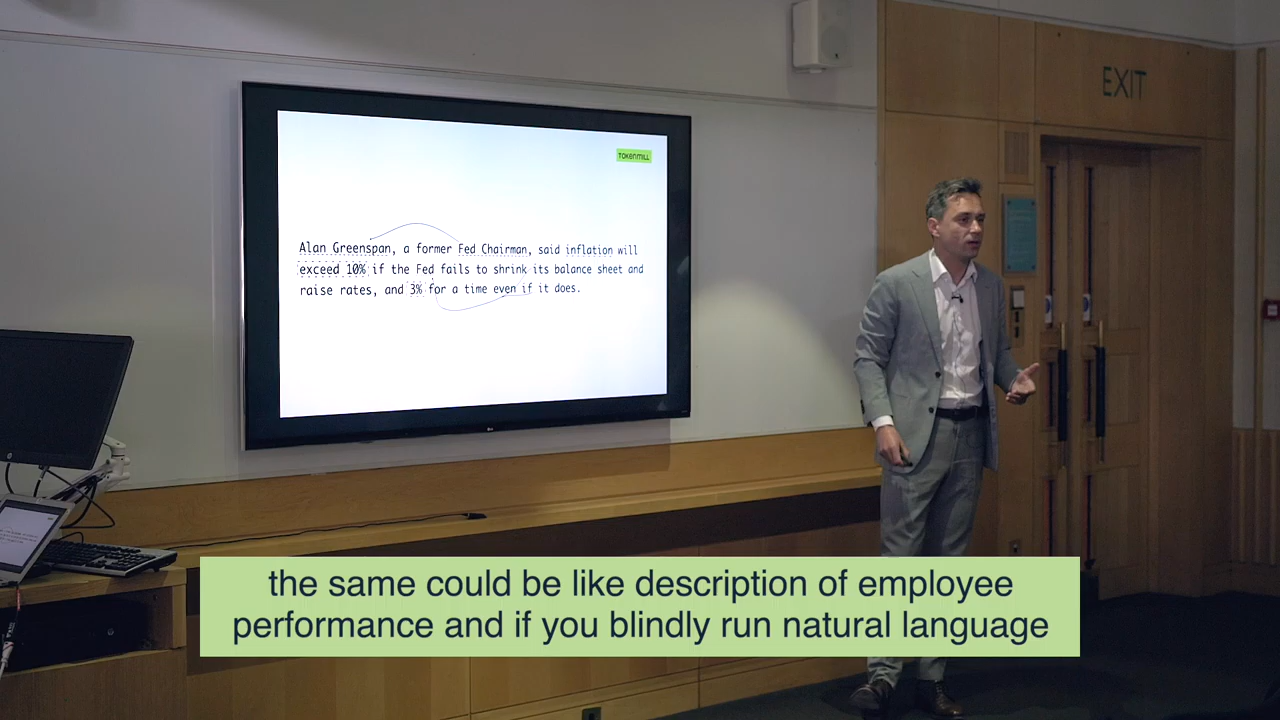 EXIT
TOKENMILL
Alan Greenspan, a former Fed Chairman, said inflation will
exceed 10% if the Fed fails to shrink its balance sheet and
raise rates, and 3% for a time even if it does.
the same could be like description of employee
performance and if you blindly run natural language